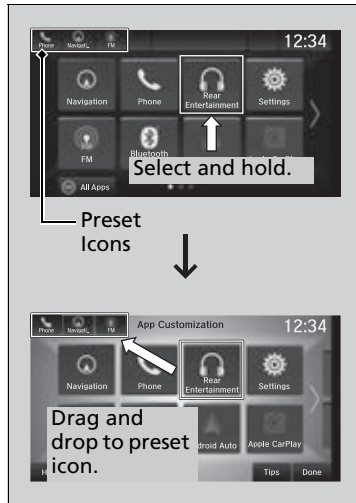 12:34
Phone Navigati.. FM
Navigation Phone Rear Entertainment Settings
FM Bluetooth
Select and hold.
All Apps
Preset
Icons
App Customization 12:34
Phone Navigati.. FM
Navigation Phone Rear Entertainment Settings
Drag and
drop to preset
icon.
Apple CarPlay
Tips Done